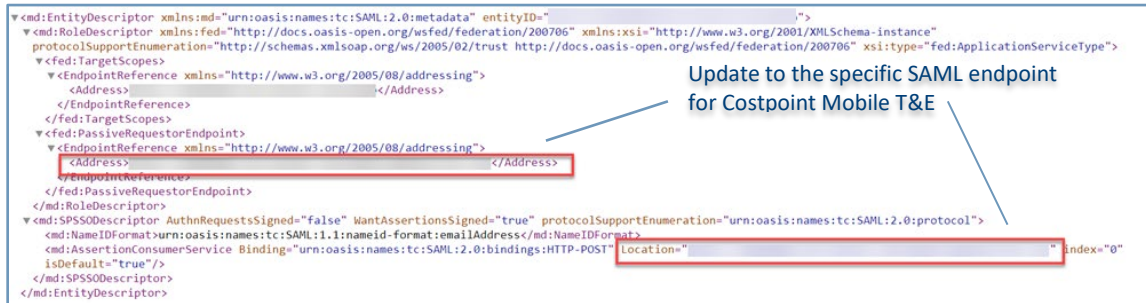 ▼<md:EntityDescriptor xmlns:md="urn:oasis:names:tc:SAML:2.0:metadata" entityID="">
▼<md:RoleDescriptor xmlns:fed="http://docs.oasis-open.org/wsfed/federation/200706" xmlns:xsi="http://www.w3.org/2001/XMLSchema-instance"
protocolSupportEnumeration="http://schemas.xmlsoap.org/ws/2005/02/trust http://docs.oasis-open.org/wsfed/federation/200706" xsi:type="fed:ApplicationServiceType">
▼<fed:TargetScopes>
▼<EndpointReference xmlns="http://www.w3.org/2005/08/addressing">
<Address></Address>
</EndpointReference>
</fed:TargetScopes>
▼<fed:PassiveRequestorEndpoint>
▼<EndpointReference xmlns="http://www.w3.org/2005/08/addressing">
<Address></Address>
</EndpointReference>
</fed:PassiveRequestorEndpoint>
</md:RoleDescriptor>
▼<md:SPSSODescriptor AuthnRequestsSigned="false" WantAssertionsSigned="true" protocolSupportEnumeration="urn:oasis:names:tc:SAML:2.0:protocol">
<md:NameIDFormat>urn:oasis:names:tc:SAML:1.1:nameid-format:emailAddress</md:NameIDFormat>
<md:AssertionConsumerService Binding="urn:oasis:names:tc:SAML:2.0:bindings:HTTP-POST" Location="" index="0"
isDefault="true"/>
</md:SPSSODescriptor>
</md:EntityDescriptor>
Update to the specific SAML endpoint
for Costpoint Mobile T&E